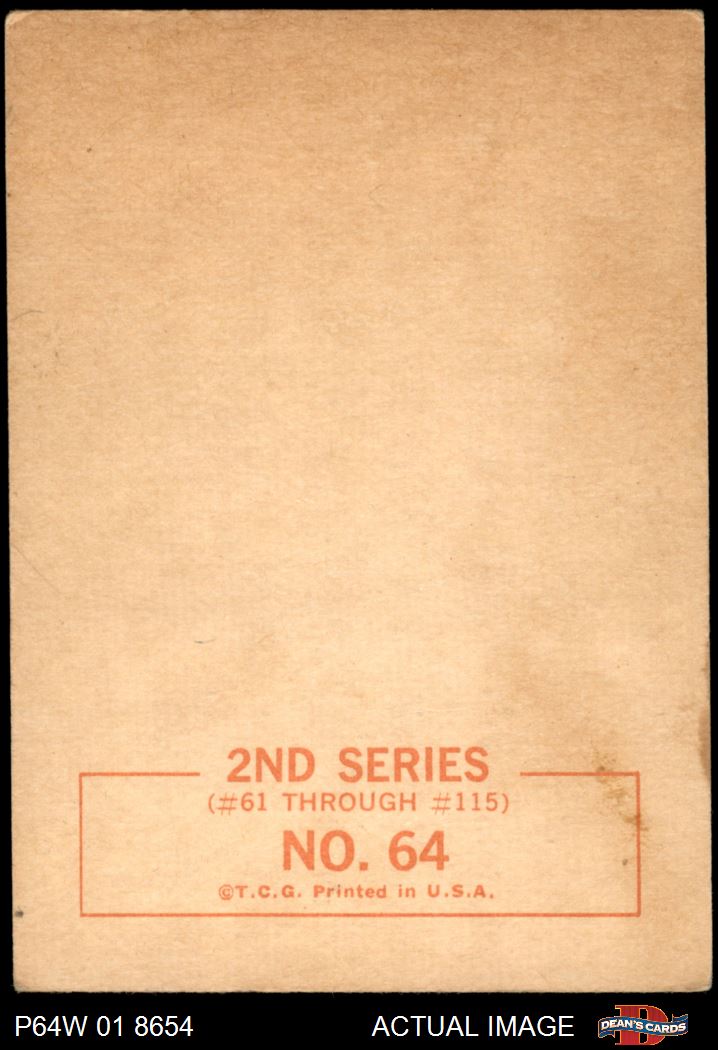 2ND SERIES
(#61 THROUGH #115)
NO. 64
©T.C.G. Printed in U.S.A.
P64W 01 8654
ACTUAL IMAGE
DEAN'S CARDS